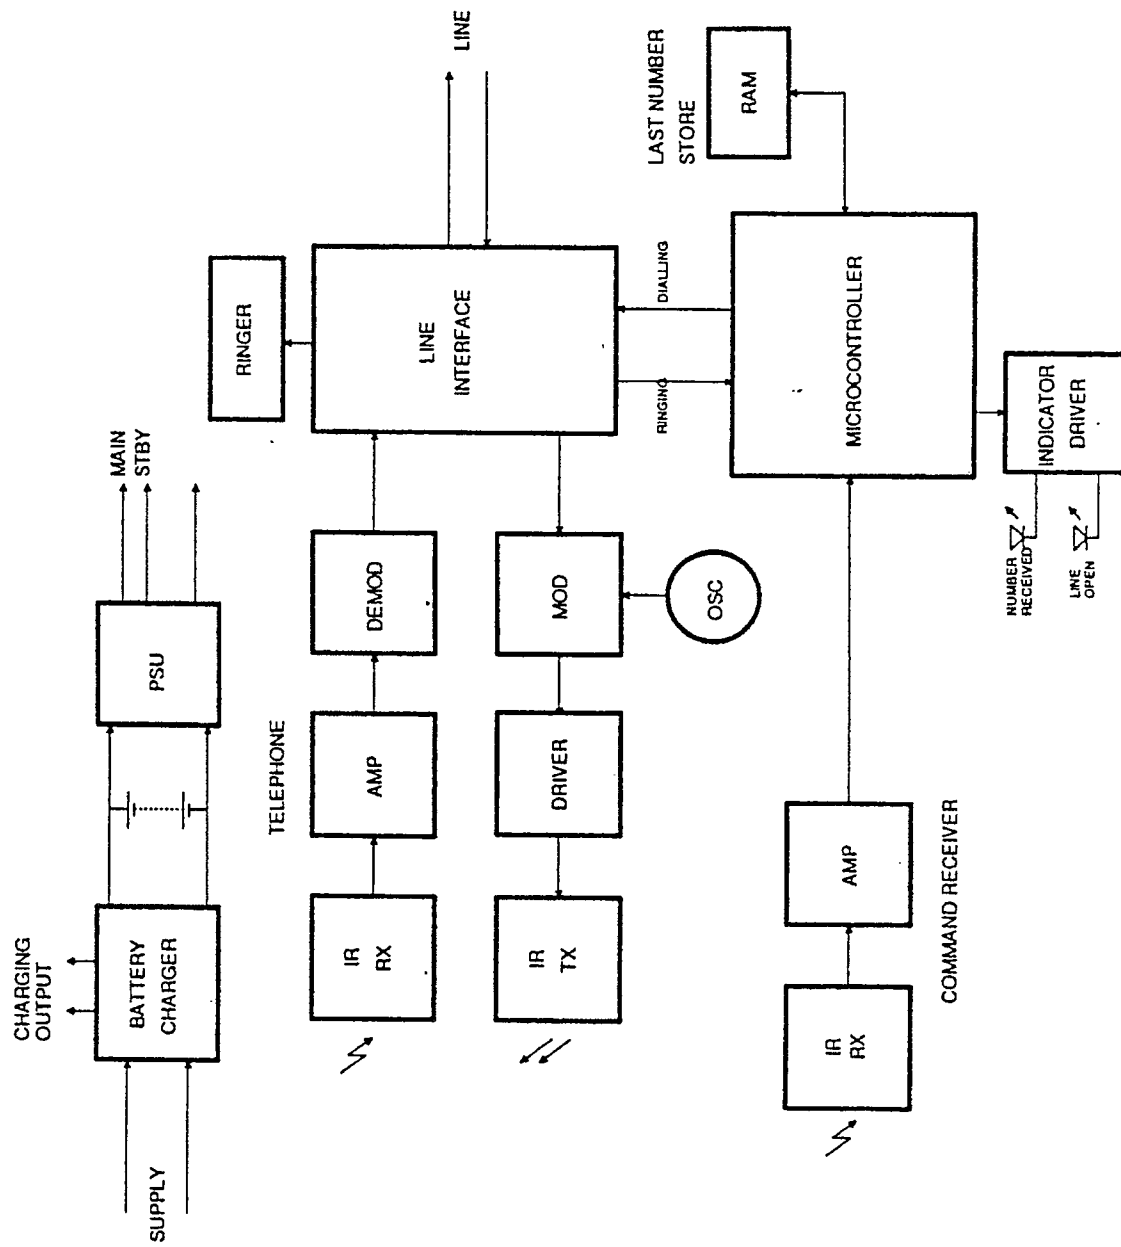 SUPPLY
CHARGING
OUTPUT
BATTERY
CHARGER
PSU
MAIN
STBY
TELEPHONE
IR
RX
AMP
DEMOD
RINGER
LINE
INTERFACE
LINE
IR
TX
DRIVER
MOD
OSC
RINGING
DIALLING
LAST NUMBER
STORE
RAM
IR
RX
AMP
COMMAND RECEIVER
MICROCONTROLLER
INDICATOR
DRIVER
NUMBER
RECEIVED
LINE
OPEN